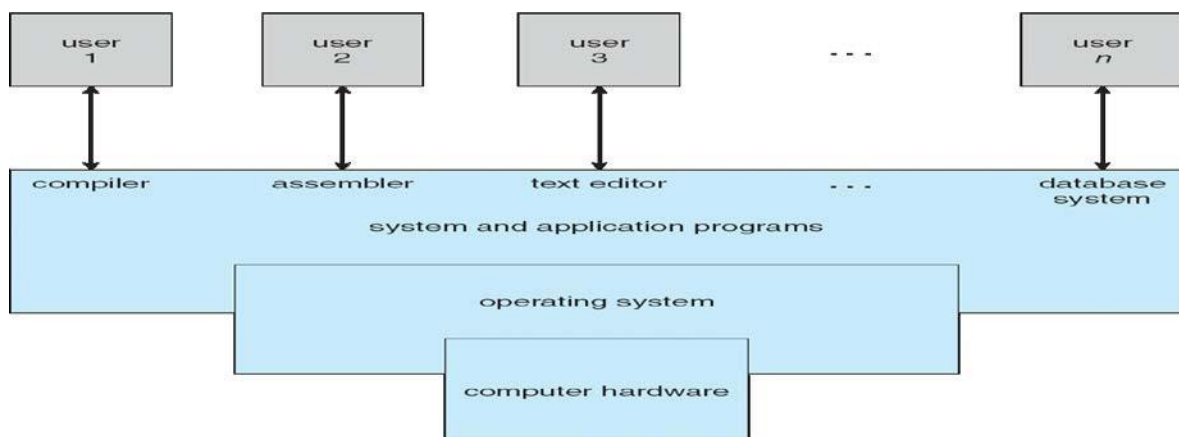 user
1
user
2
user
3
. . .
user
n
compiler
assembler
text editor
. . .
database
system
system and application programs
operating system
computer hardware